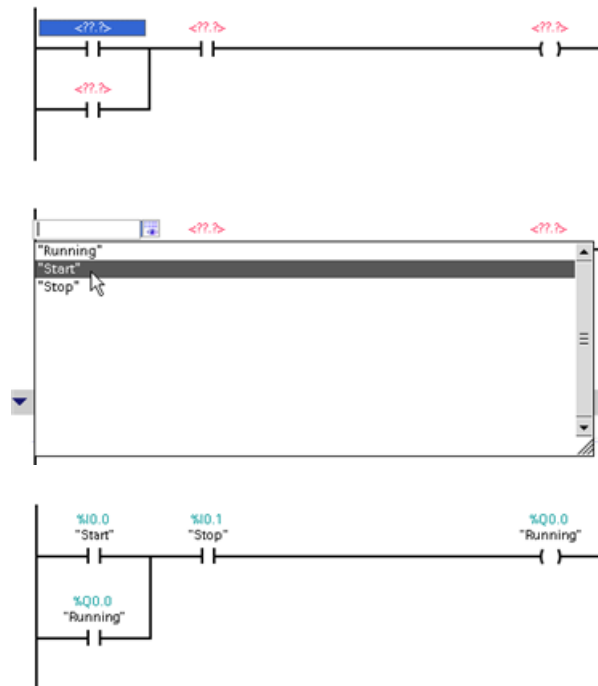 <??.?> <??.?> <??.?>
<??.?>
<??.?> <??.?>
"Running"
"Start"
"Stop"
%I0.0 %I0.1 %Q0.0
"Start" "Stop" "Running"
%Q0.0
"Running"